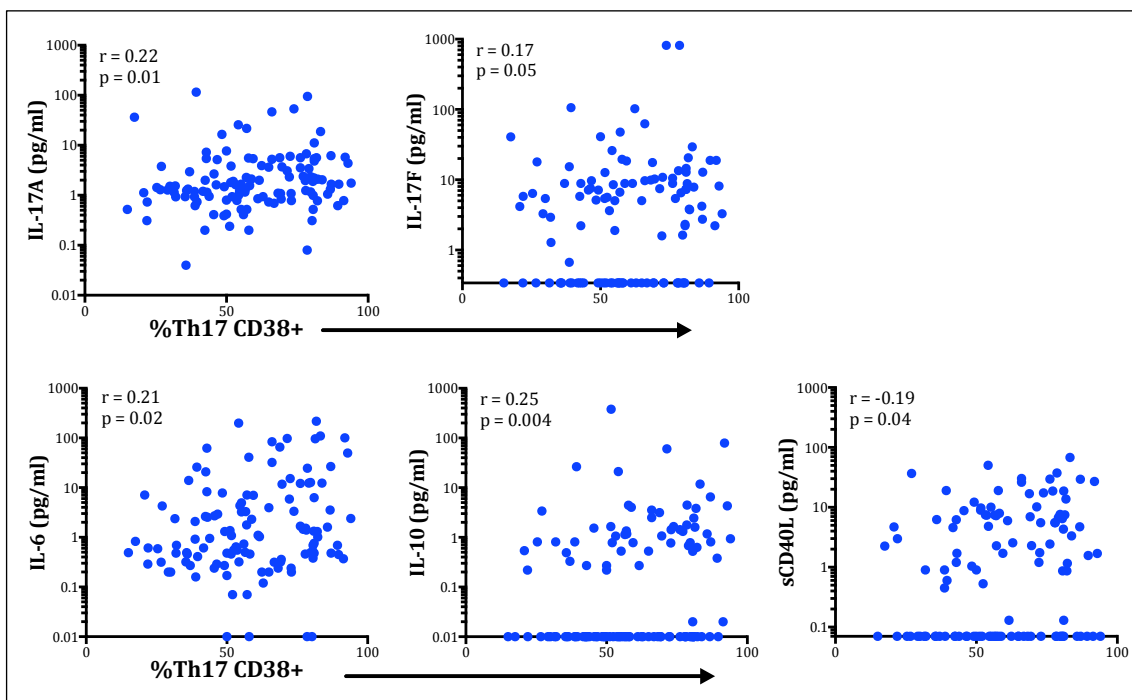 r = 0.22
p = 0.01
IL-17A (pg/ml)
1000
100
10
1
0.1
0.01
0
50
100
r = 0.17
p = 0.05
IL-17F (pg/ml)
1000
100
10
1
0
50
100
%Th17 CD38+
r = 0.21
p = 0.02
IL-6 (pg/ml)
1000
100
10
1
0.1
0.01
0
50
100
r = 0.25
p = 0.004
IL-10 (pg/ml)
1000
100
10
1
0.1
0.01
0
50
100
r = -0.19
p = 0.04
sCD40L (pg/ml)
1000
100
10
1
0.1
0
50
100
%Th17 CD38+